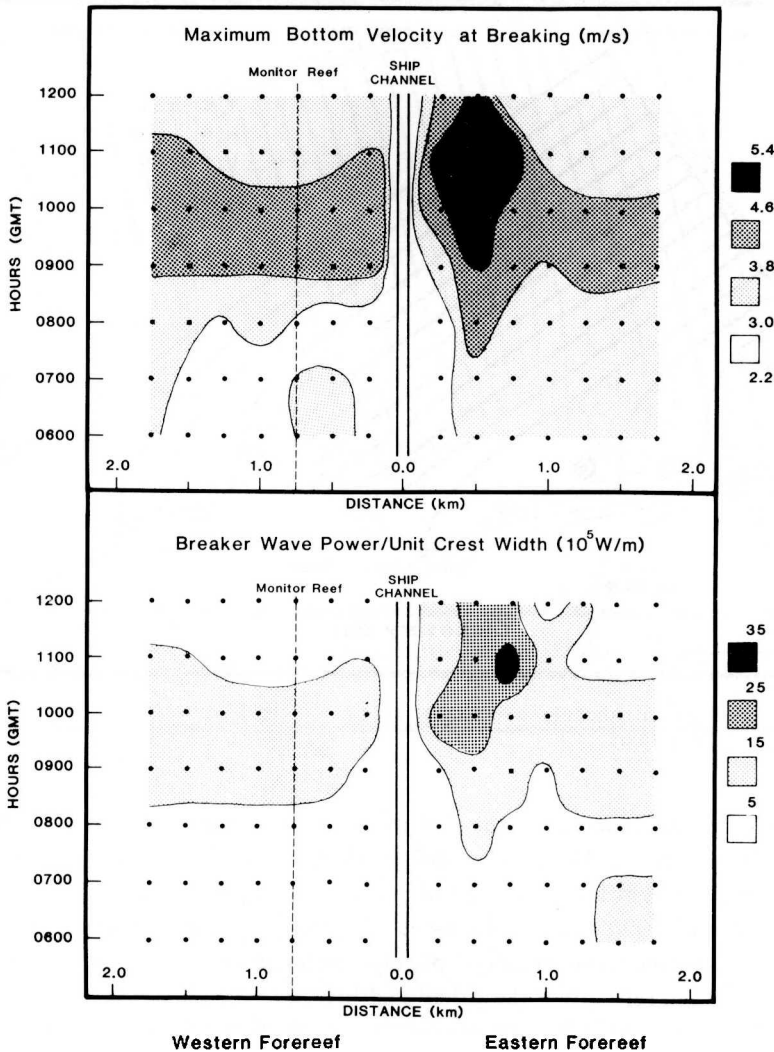 Maximum Bottom Velocity at Breaking (m/s)
Monitor Reef
SHIP
CHANNEL
1200
1100
1000
0900
0800
0700
0600
HOURS (GMT)
5.4
4.6
3.8
3.0
2.2
2.0
1.0
0.0
1.0
2.0
DISTANCE (km)
Breaker Wave Power/Unit Crest Width (10⁵W/m)
Monitor Reef
SHIP
CHANNEL
1200
1100
1000
0900
0800
0700
0600
HOURS (GMT)
35
25
15
5
2.0
1.0
0.0
1.0
2.0
DISTANCE (km)
Western Forereef
Eastern Forereef